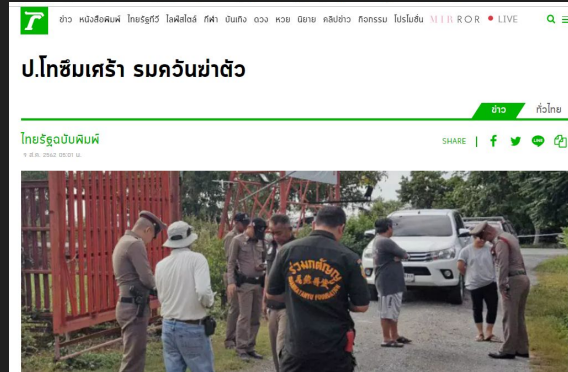 ข่าว หนังสือพิมพ์ ไทยรัฐทีวี ไลฟ์สไตล์ กีฬา บันเทิง ดวง หวย นิยาย คลิปข่าว กิจกรรม โปรโมชั่น MIRROR LIVE
ป.โทซึมเศร้า รมควันฆ่าตัว
ข่าว ทั่วไทย
ไทยรัฐฉบับพิมพ์
SHARE
05:01 น.
ร่วมกตัญญู